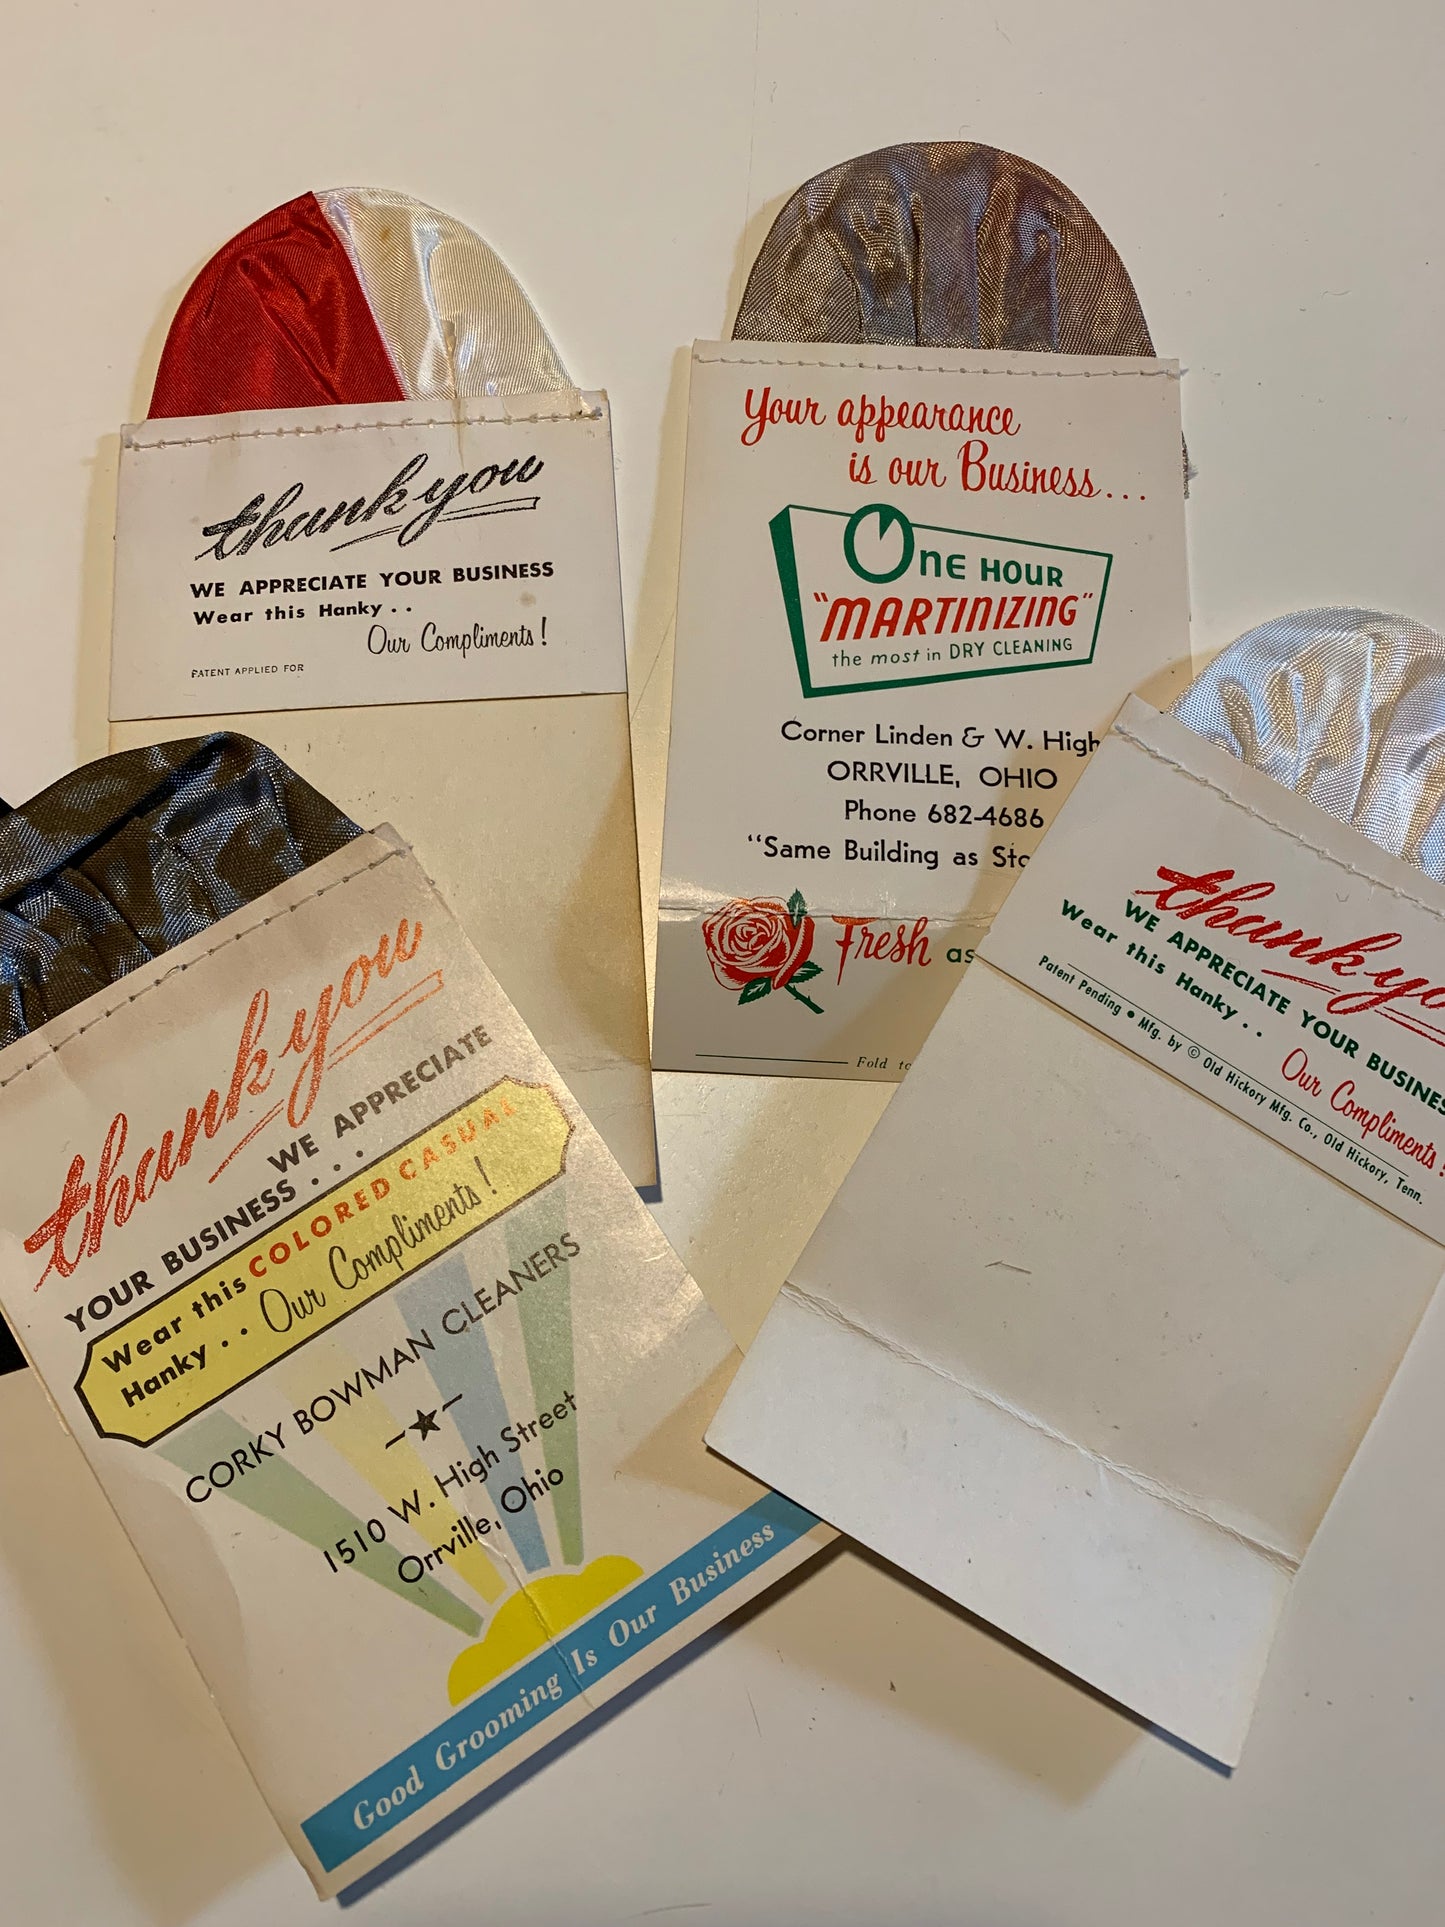 thank you
WE APPRECIATE YOUR BUSINESS
Wear this Hanky . .
Our Compliments!
PATENT APPLIED FOR
Your appearance
is our Business...
ONE HOUR
"MARTINIZING"
the most in DRY CLEANING
Corner Linden & W. High
ORRVILLE, OHIO
Phone 682-4686
"Same Building as
Fresh as
Fold
thank you
WE APPRECIATE
YOUR BUSINESS . . .
Wear this COLORED CASUAL
Hanky . . Our Compliments!
CORKY BOWMAN CLEANERS
1510 W. High Street
Orrville, Ohio
Good Grooming Is Our Business
thank
WE APPRECIATE YOUR BUSINESS
Wear this Hanky . .
Our Compliments!
Patent Pending • Mfg. by © Old Hickory Mfg. Co., Old Hickory, Tenn.